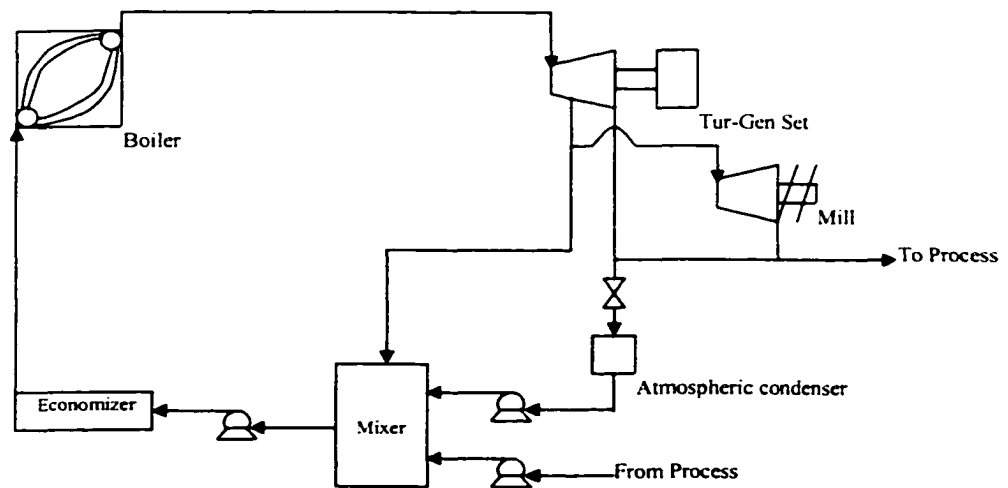 Boiler
Tur-Gen Set
Mill
To Process
Atmospheric condenser
Economizer
Mixer
From Process